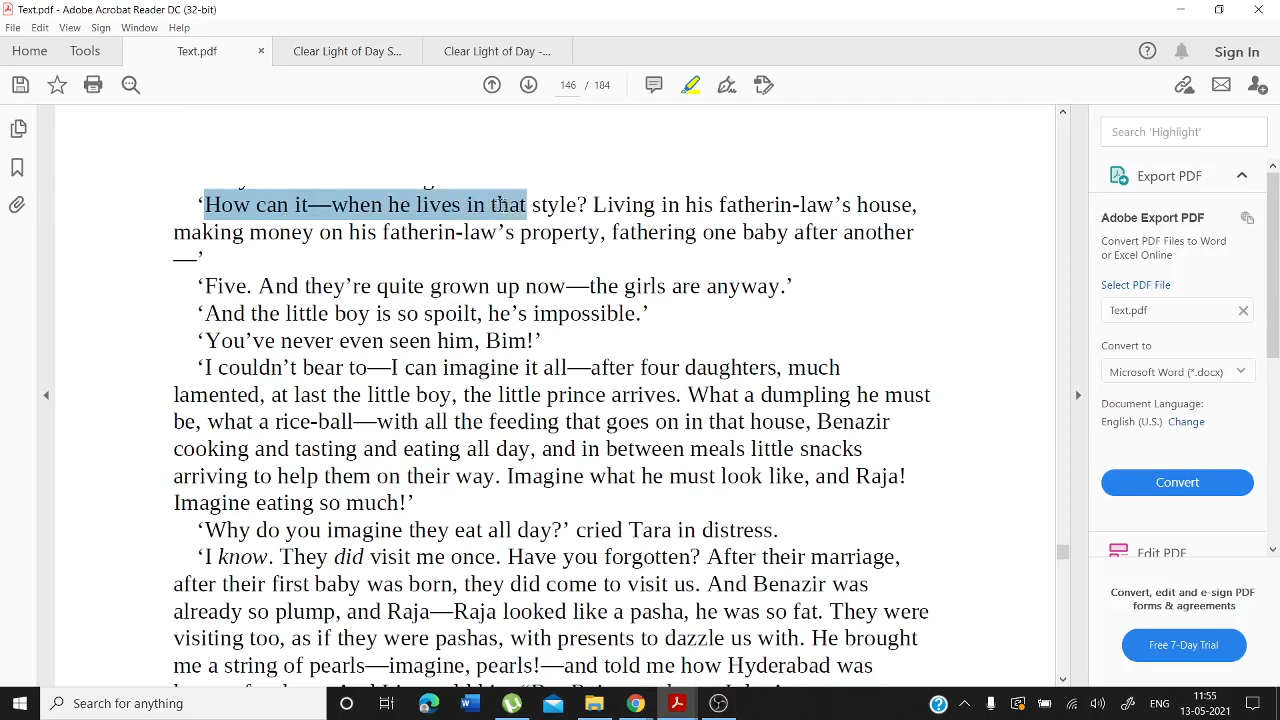 Text.pdf - Adobe Acrobat Reader DC (32-bit)
File Edit View Sign Window Help
Home Tools Text.pdf × Clear Light of Day S... Clear Light of Day -... Sign In
146 / 184
‘How can it—when he lives in that style? Living in his fatherin-law’s house,
making money on his fatherin-law’s property, fathering one baby after another
—’
‘Five. And they’re quite grown up now—the girls are anyway.’
‘And the little boy is so spoilt, he’s impossible.’
‘You’ve never even seen him, Bim!’
‘I couldn’t bear to—I can imagine it all—after four daughters, much
lamented, at last the little boy, the little prince arrives. What a dumpling he must
be, what a rice-ball—with all the feeding that goes on in that house, Benazir
cooking and tasting and eating all day, and in between meals little snacks
arriving to help them on their way. Imagine what he must look like, and Raja!
Imagine eating so much!’
‘Why do you imagine they eat all day?’ cried Tara in distress.
‘I know. They did visit me once. Have you forgotten? After their marriage,
after their first baby was born, they did come to visit us. And Benazir was
already so plump, and Raja—Raja looked like a pasha, he was so fat. They were
visiting too, as if they were pashas, with presents to dazzle us with. He brought
me a string of pearls—imagine, pearls!—and told me how Hyderabad was
Search 'Highlight'
Export PDF
Adobe Export PDF
Convert PDF Files to Word
or Excel Online
Select PDF File
Text.pdf
Convert to
Microsoft Word (*.docx)
Document Language:
English (U.S.) Change
Convert
Edit PDF
Convert, edit and e-sign PDF
forms & agreements
Free 7-Day Trial
Search for anything
ENG
11:55
13-05-2021